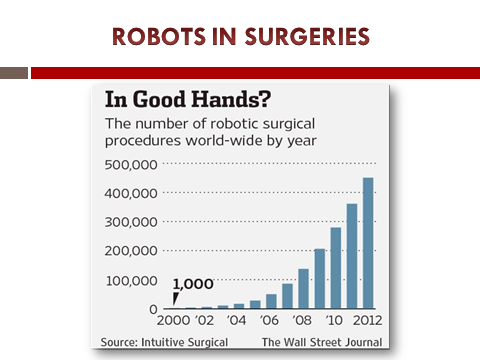 ROBOTS IN SURGERIES
In Good Hands?
The number of robotic surgical
procedures world-wide by year
500,000
400,000
300,000
200,000
100,000
1,000
0
2000 '02 '04 '06 '08 '10 2012
Source: Intuitive Surgical The Wall Street Journal